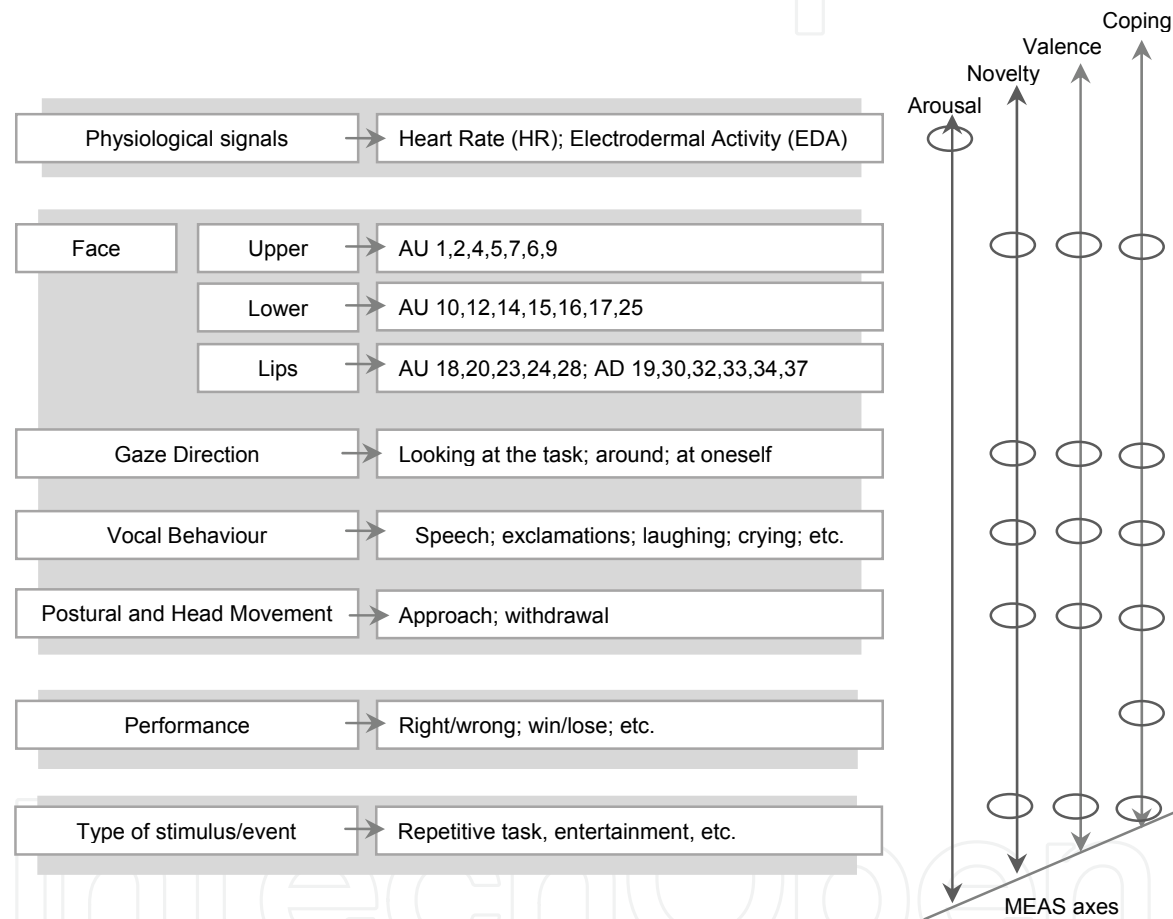 Coping
Valence
Novelty
Arousal
Physiological signals
Heart Rate (HR); Electrodermal Activity (EDA)
Face
Upper
AU 1,2,4,5,7,6,9
Lower
AU 10,12,14,15,16,17,25
Lips
AU 18,20,23,24,28; AD 19,30,32,33,34,37
Gaze Direction
Looking at the task; around; at oneself
Vocal Behaviour
Speech; exclamations; laughing; crying; etc.
Postural and Head Movement
Approach; withdrawal
Performance
Right/wrong; win/lose; etc.
Type of stimulus/event
Repetitive task, entertainment, etc.
InTechOpen
MEAS axes